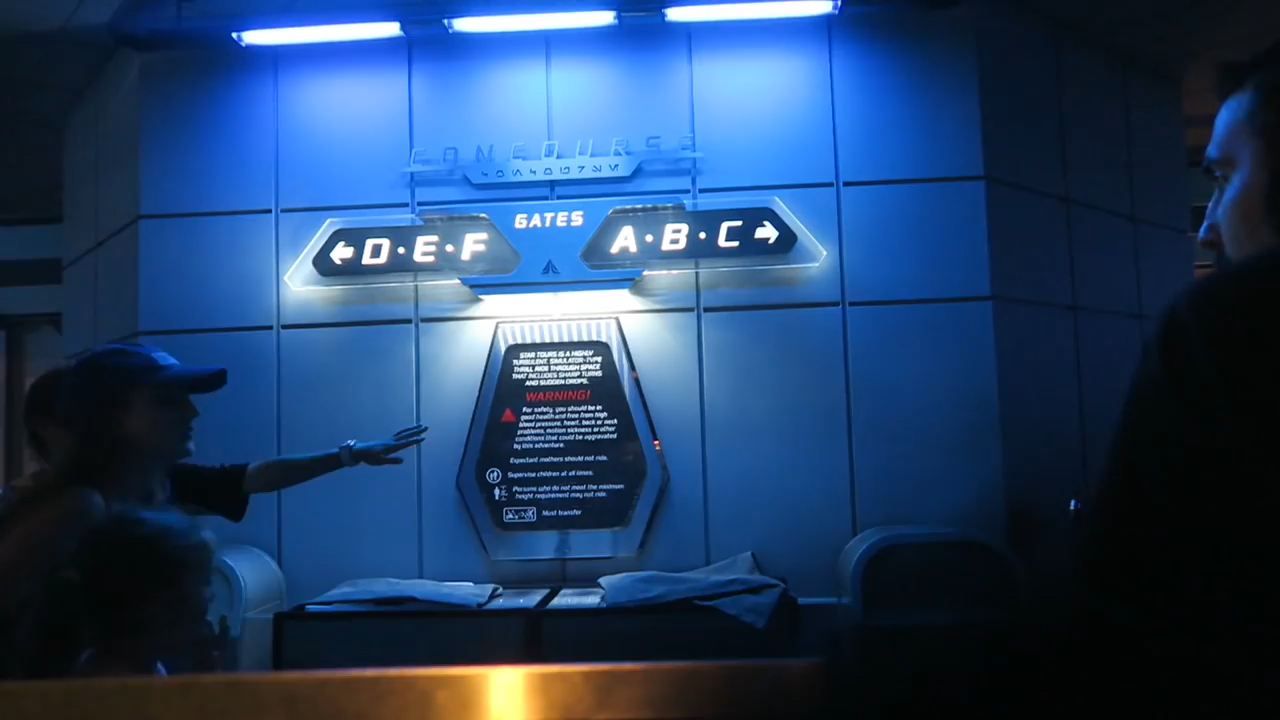 CONCOURSE
GATES
← D·E·F
A·B·C →
STAR TOURS IS A HIGHLY
TURBULENT, SIMULATOR-TYPE
THRILL RIDE THROUGH SPACE
THAT INCLUDES SHARP TURNS
AND SUDDEN DROPS.
WARNING!
For safety, you should be in
good health and free from high
blood pressure, heart, back or neck
problems, motion sickness or other
conditions that could be aggravated
by this adventure.
Expectant mothers should not ride.
Supervise children at all times.
Persons who do not meet the minimum
height requirement may not ride.
Must transfer